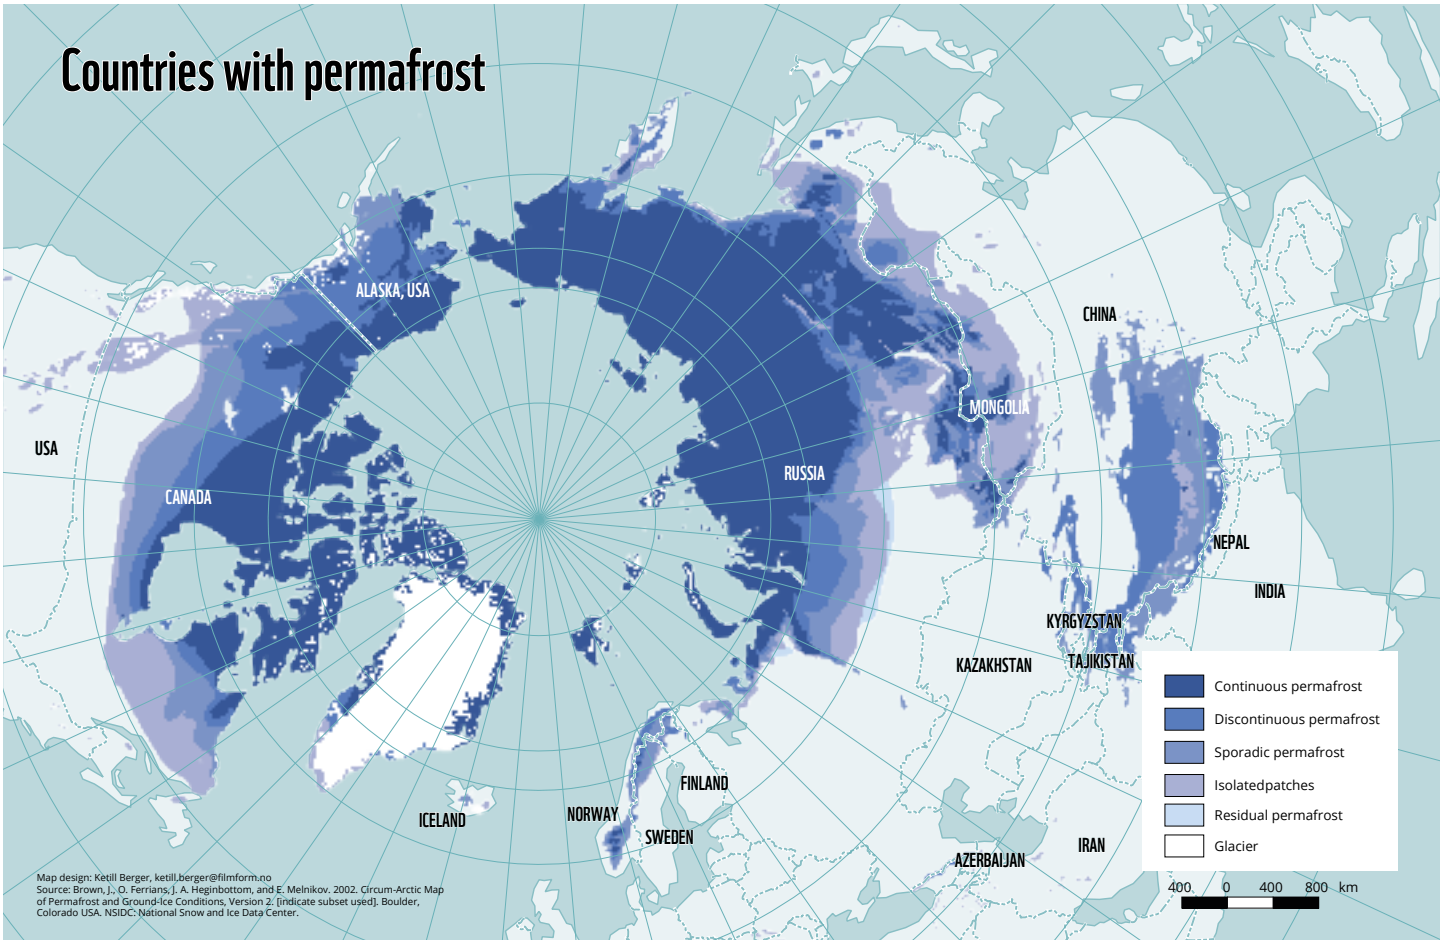 Countries with permafrost
ALASKA, USA
CHINA
MONGOLIA
USA
RUSSIA
CANADA
NEPAL
INDIA
KYRGYZSTAN
KAZAKHSTAN
TAJIKISTAN
FINLAND
ICELAND
NORWAY
SWEDEN
AZERBAIJAN
IRAN
Continuous permafrost
Discontinuous permafrost
Sporadic permafrost
Isolatedpatches
Residual permafrost
Glacier
400 0 400 800 km
Map design: Ketill Berger, ketill.berger@filmform.no
Source: Brown, J., O. Ferrians, J. A. Heginbottom, and E. Melnikov. 2002. Circum-Arctic Map
of Permafrost and Ground-Ice Conditions, Version 2. [indicate subset used]. Boulder,
Colorado USA. NSIDC: National Snow and Ice Data Center.